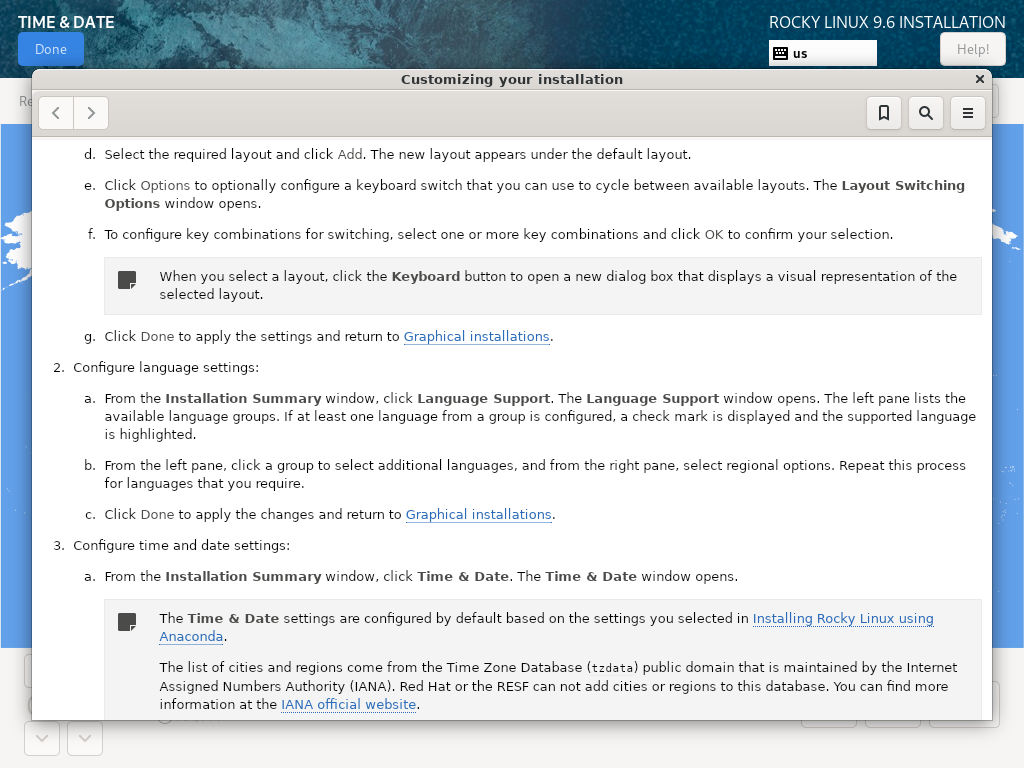 TIME & DATE
ROCKY LINUX 9.6 INSTALLATION
Done
us
Help!
Customizing your installation
Re
d. Select the required layout and click Add. The new layout appears under the default layout.
e. Click Options to optionally configure a keyboard switch that you can use to cycle between available layouts. The Layout Switching
Options window opens.
f. To configure key combinations for switching, select one or more key combinations and click OK to confirm your selection.
When you select a layout, click the Keyboard button to open a new dialog box that displays a visual representation of the
selected layout.
g. Click Done to apply the settings and return to Graphical installations.
2. Configure language settings:
a. From the Installation Summary window, click Language Support. The Language Support window opens. The left pane lists the
available language groups. If at least one language from a group is configured, a check mark is displayed and the supported language
is highlighted.
b. From the left pane, click a group to select additional languages, and from the right pane, select regional options. Repeat this process
for languages that you require.
c. Click Done to apply the changes and return to Graphical installations.
3. Configure time and date settings:
a. From the Installation Summary window, click Time & Date. The Time & Date window opens.
The Time & Date settings are configured by default based on the settings you selected in Installing Rocky Linux using
Anaconda.
The list of cities and regions come from the Time Zone Database (tzdata) public domain that is maintained by the Internet
Assigned Numbers Authority (IANA). Red Hat or the RESF can not add cities or regions to this database. You can find more
information at the IANA official website.